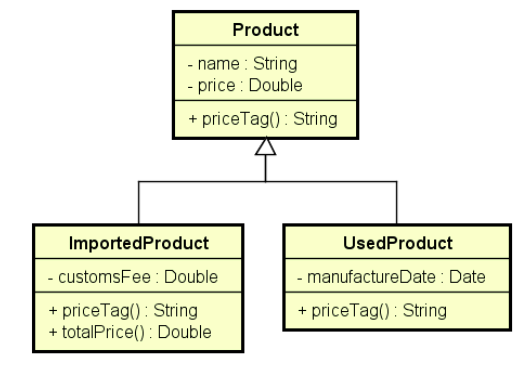 Product
- name : String
- price : Double
+ priceTag() : String
ImportedProduct
- customsFee : Double
+ priceTag() : String
+ totalPrice() : Double
UsedProduct
- manufactureDate : Date
+ priceTag() : String